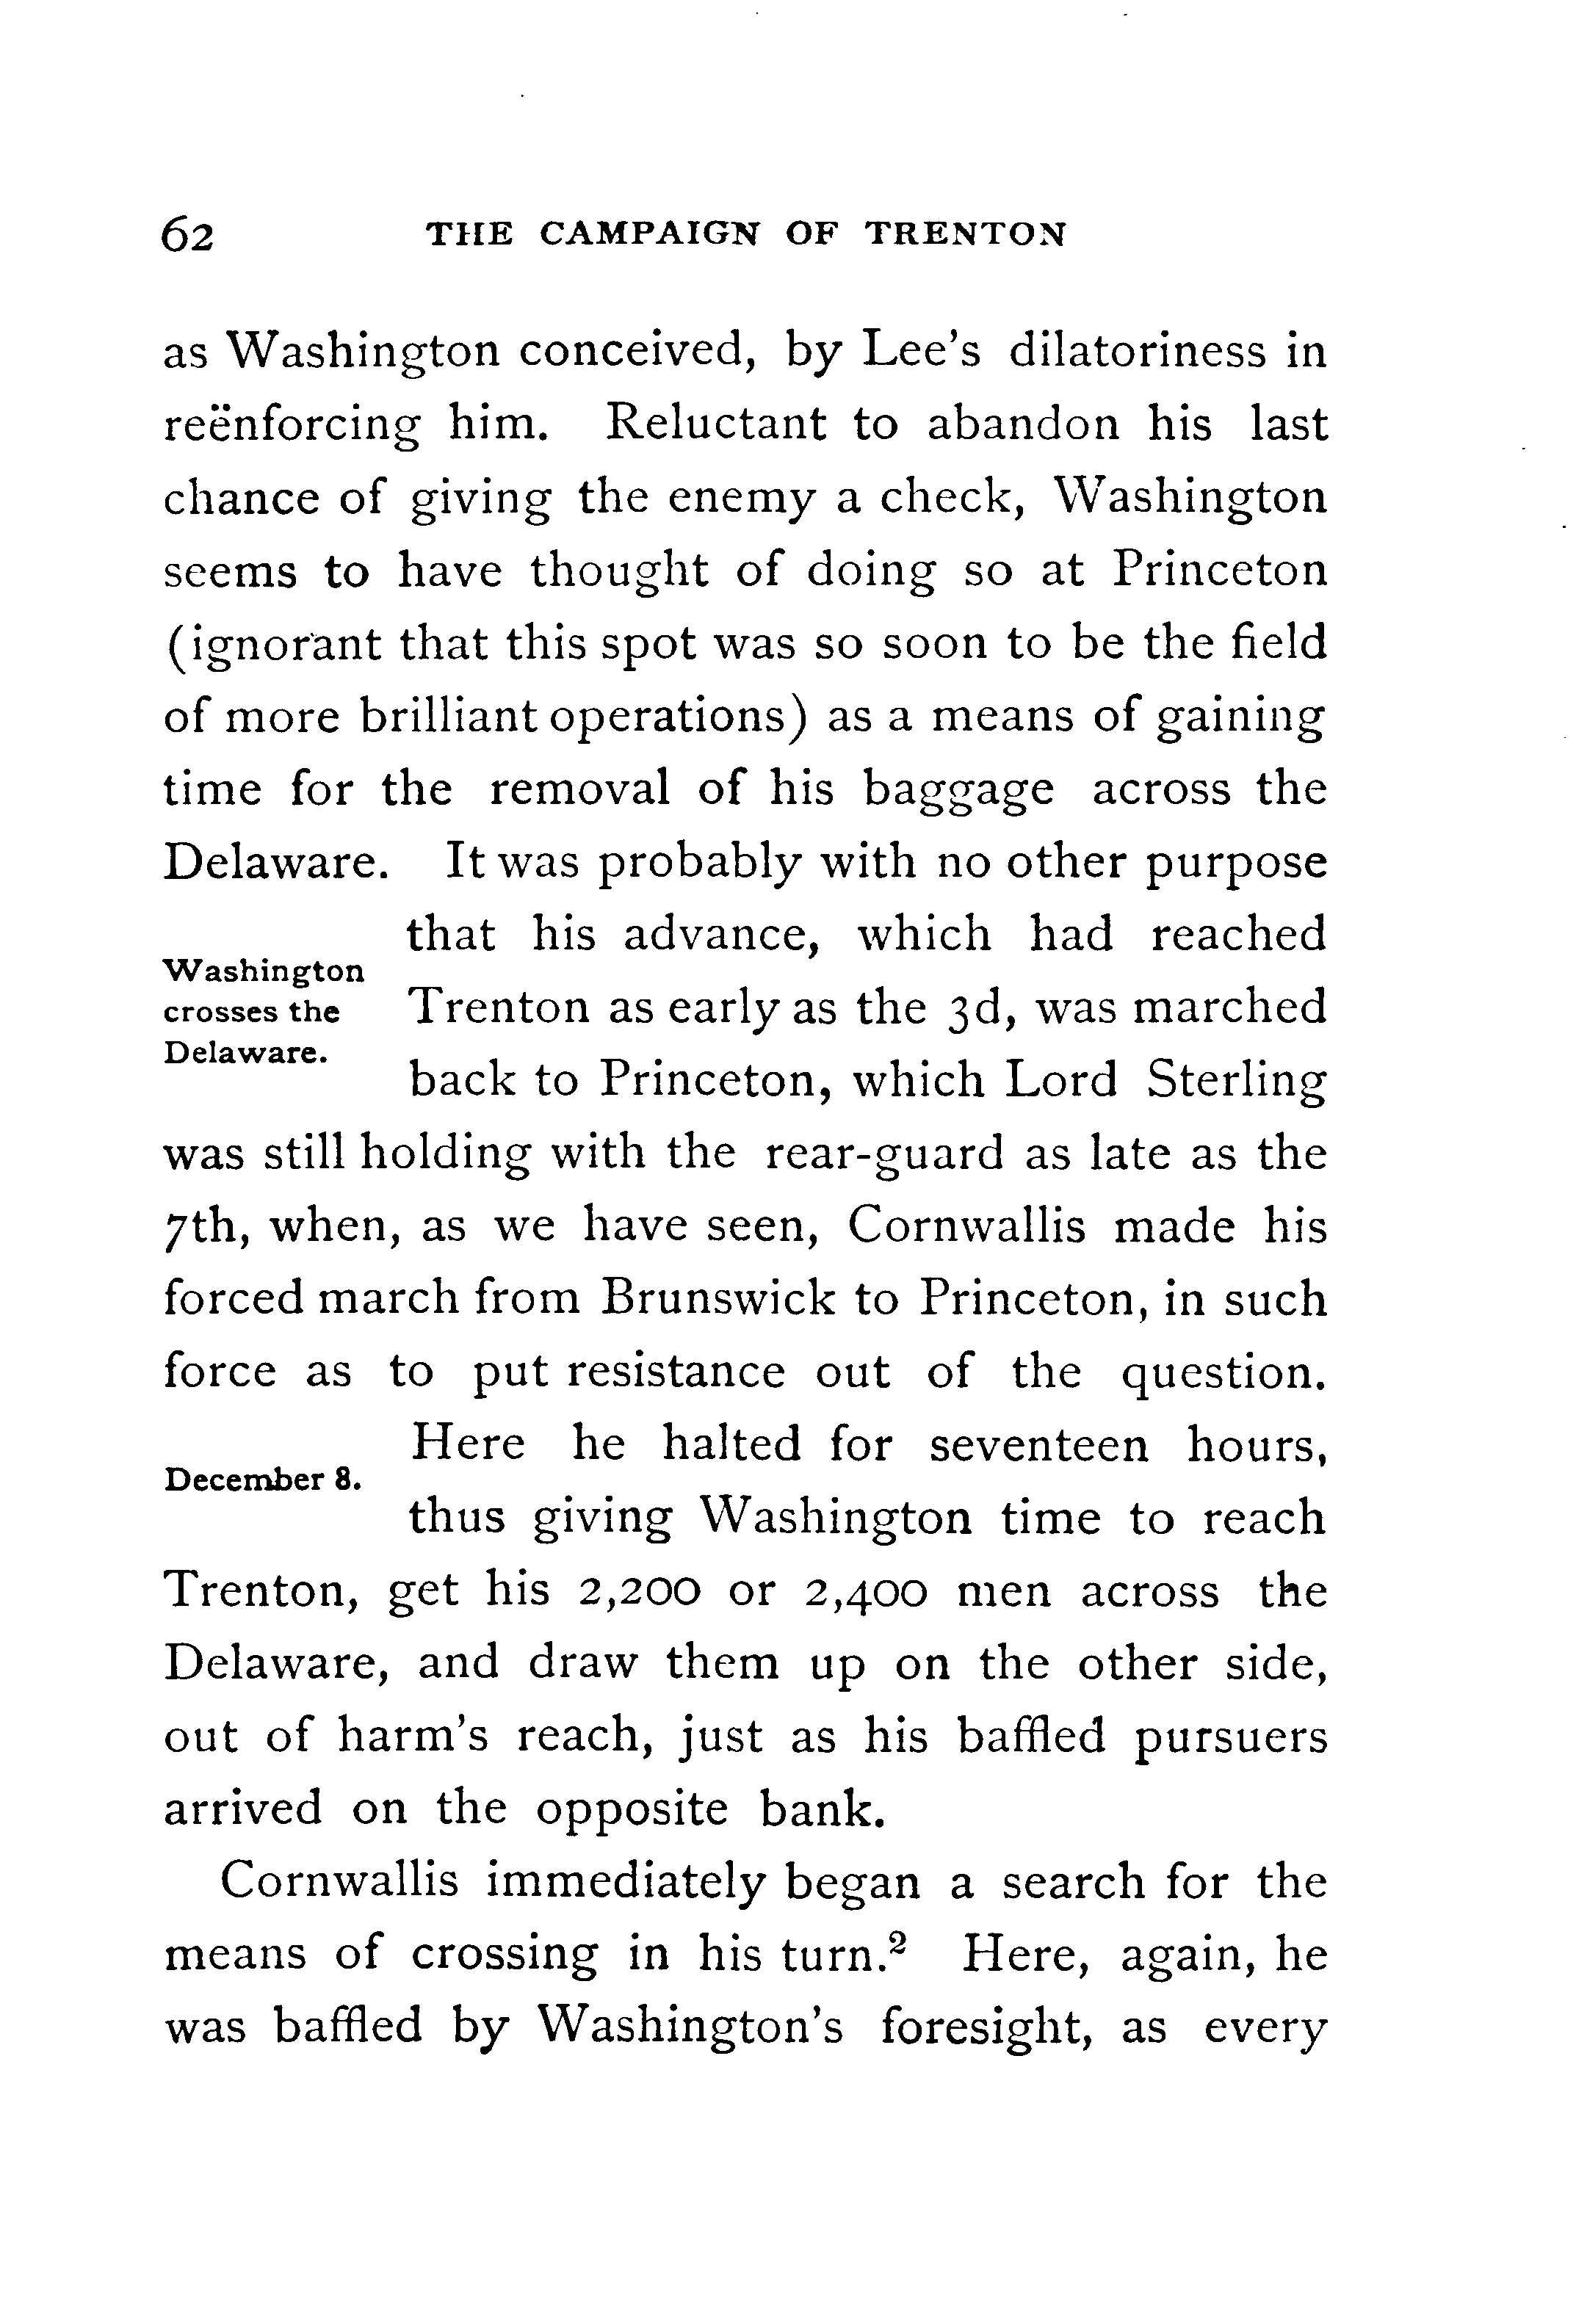 62 THE CAMPAIGN OF TRENTON
as Washington conceived, by Lee's dilatoriness in
reënforcing him. Reluctant to abandon his last
chance of giving the enemy a check, Washington
seems to have thought of doing so at Princeton
(ignorant that this spot was so soon to be the field
of more brilliant operations) as a means of gaining
time for the removal of his baggage across the
Delaware. It was probably with no other purpose
Washington
crosses the
Delaware.
that his advance, which had reached
Trenton as early as the 3d, was marched
back to Princeton, which Lord Sterling
was still holding with the rear-guard as late as the
7th, when, as we have seen, Cornwallis made his
forced march from Brunswick to Princeton, in such
force as to put resistance out of the question.
December 8.
Here he halted for seventeen hours,
thus giving Washington time to reach
Trenton, get his 2,200 or 2,400 men across the
Delaware, and draw them up on the other side,
out of harm's reach, just as his baffled pursuers
arrived on the opposite bank.
Cornwallis immediately began a search for the
means of crossing in his turn.² Here, again, he
was baffled by Washington's foresight, as every